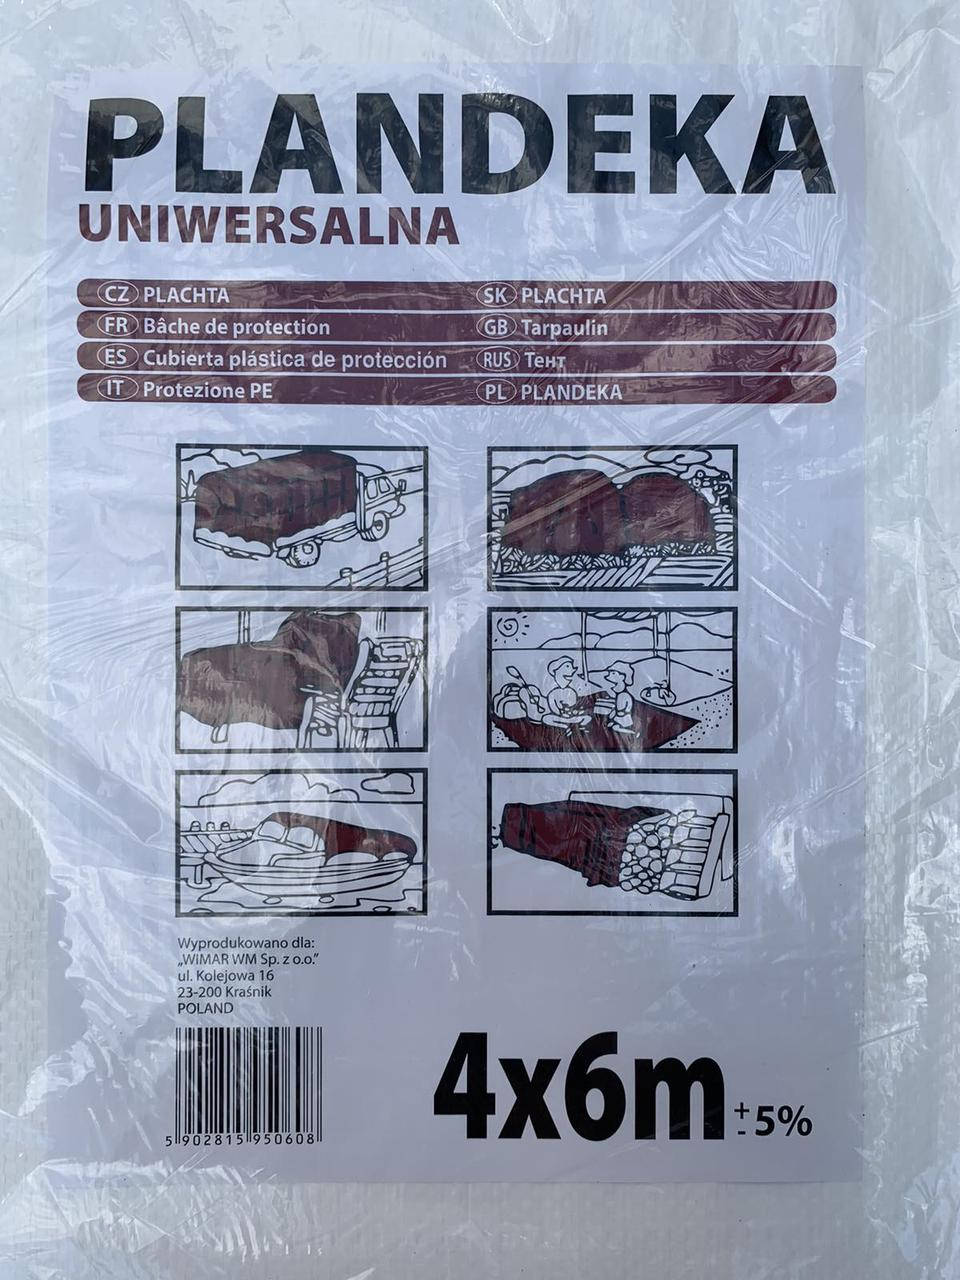 PLANDEKA
UNIWERSALNA
CZ PLACHTA
SK PLACHTA
FR Bâche de protection
GB Tarpaulin
ES Cubierta plástica de protección
RUS Тент
IT Protezione PE
PL PLANDEKA
Wyprodukowano dla:
„WIMAR WM Sp. z o.o.”
ul. Kolejowa 16
23-200 Kraśnik
POLAND
5 902815 950608
4x6m +- 5%